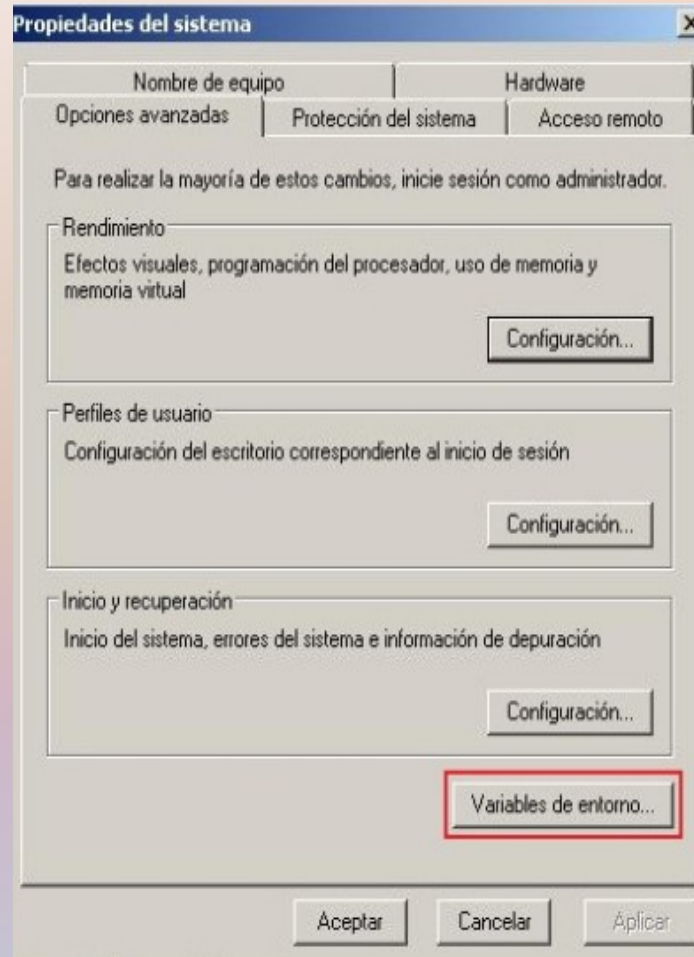 Propiedades del sistema
Nombre de equipo
Hardware
Opciones avanzadas
Protección del sistema
Acceso remoto
Para realizar la mayoría de estos cambios, inicie sesión como administrador.
Rendimiento
Efectos visuales, programación del procesador, uso de memoria y
memoria virtual
Configuración...
Perfiles de usuario
Configuración del escritorio correspondiente al inicio de sesión
Configuración...
Inicio y recuperación
Inicio del sistema, errores del sistema e información de depuración
Configuración...
Variables de entorno...
Aceptar
Cancelar
Aplicar